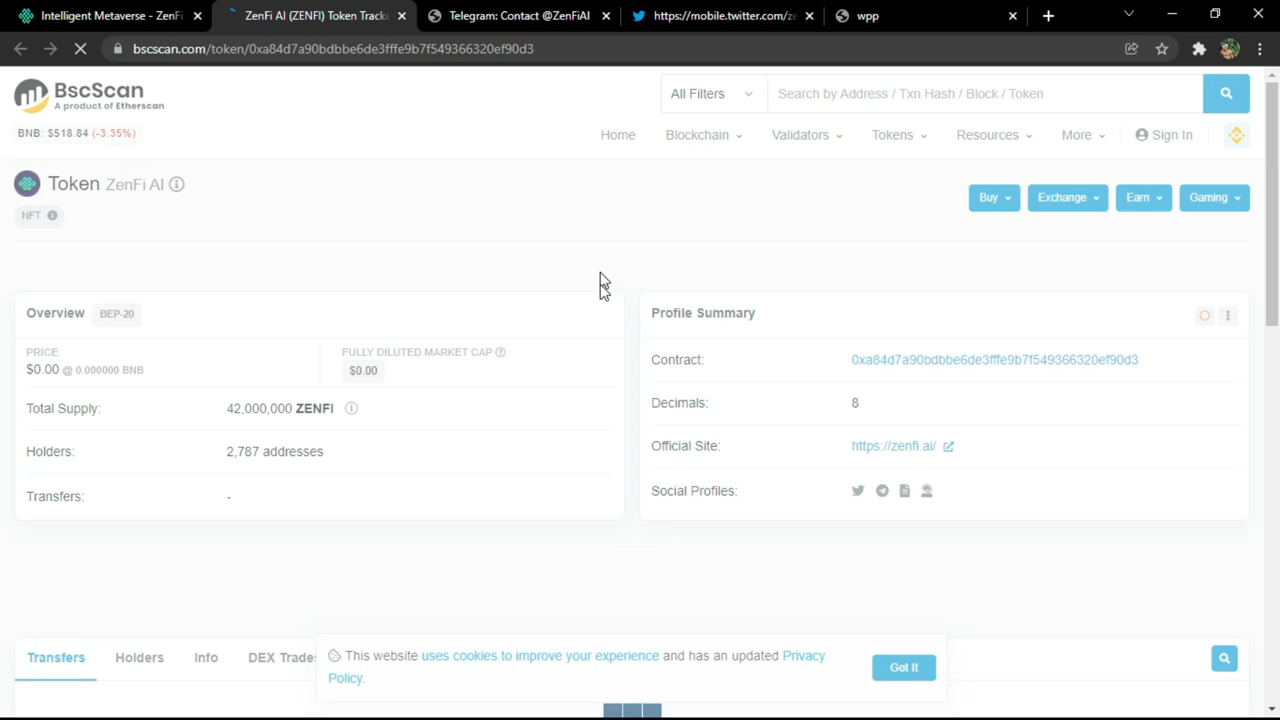 Intelligent Metaverse - ZenFi
ZenFi AI (ZENFI) Token Tracke
Telegram: Contact @ZenFiAI
https://mobile.twitter.com/ze
wpp
bscscan.com/token/0xa84d7a90bdbbe6de3fffe9b7f549366320ef90d3
BscScan
A product of Etherscan
All Filters
Search by Address / Txn Hash / Block / Token
BNB: $518.84 (-3.35%)
Home Blockchain Validators Tokens Resources More Sign In
Token ZenFi AI
NFT
Buy Exchange Earn Gaming
Overview BEP-20
PRICE
$0.00 @ 0.000000 BNB
FULLY DILUTED MARKET CAP
$0.00
Total Supply: 42,000,000 ZENFI
Holders: 2,787 addresses
Transfers: -
Profile Summary
Contract: 0xa84d7a90bdbbe6de3fffe9b7f549366320ef90d3
Decimals: 8
Official Site: https://zenfi.ai/
Social Profiles:
Transfers Holders Info DEX Trades
This website uses cookies to improve your experience and has an updated Privacy
Policy.
Got It